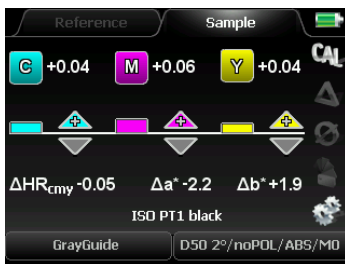 Reference Sample
C +0.04 M +0.06 Y +0.04 CAL
ΔHRcmy -0.05 Δa* -2.2 Δb* +1.9
ISO PT1 black
GrayGuide D50 2°/noPOL/ABS/M0